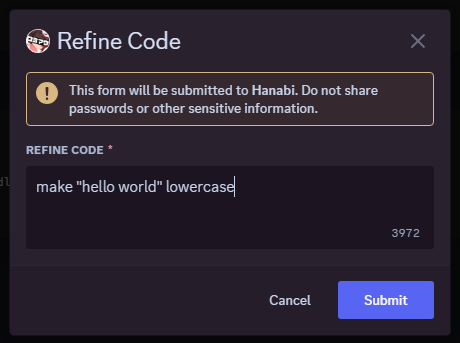 Refine Code
This form will be submitted to Hanabi. Do not share
passwords or other sensitive information.
REFINE CODE *
make "hello world" lowercase
3972
Cancel
Submit